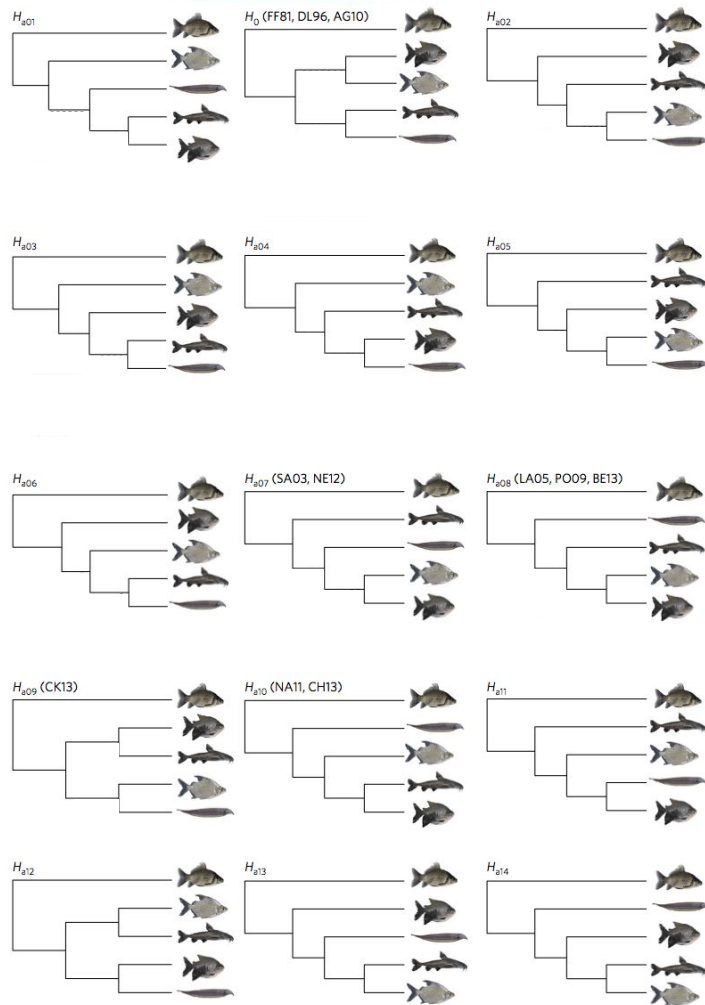 Ha01
H0 (FF81, DL96, AG10)
Ha02
Ha03
Ha04
Ha05
Ha06
Ha07 (SA03, NE12)
Ha08 (LA05, PO09, BE13)
Ha09 (CK13)
Ha10 (NA11, CH13)
Ha11
Ha12
Ha13
Ha14